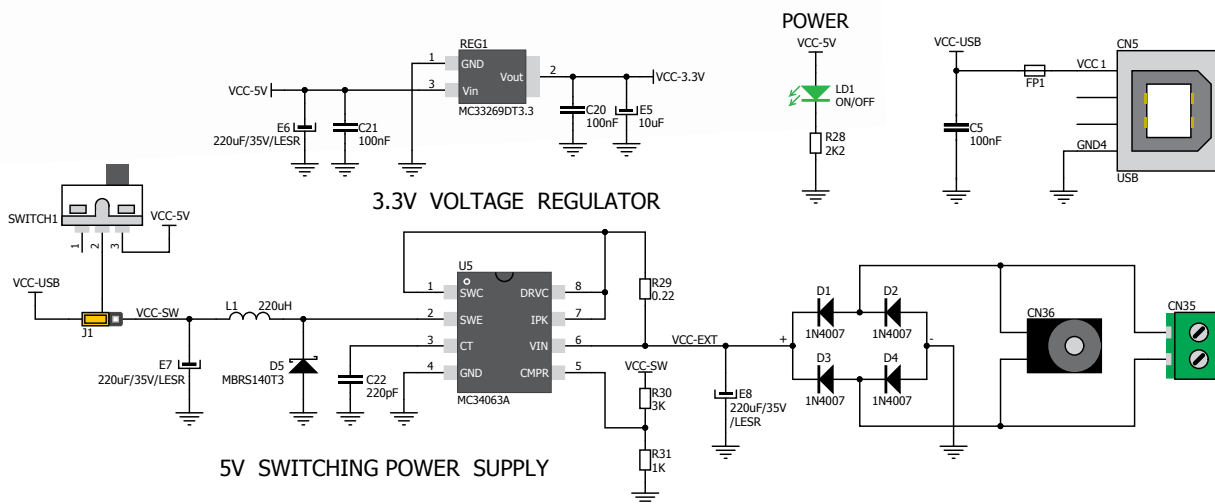 REG1
1
GND
Vout
2
3
Vin
VCC-5V
VCC-3.3V
MC33269DT3.3
E6
220uF/35V/LESR
C21
100nF
C20
100nF
E5
10uF
3.3V VOLTAGE REGULATOR
POWER
VCC-5V
LD1
ON/OFF
R28
2K2
VCC-USB
CN5
VCC 1
FP1
C5
100nF
GND4
USB
SWITCH1
1
2
3
VCC-5V
VCC-USB
J1
VCC-SW
L1
220uH
E7
220uF/35V/LESR
D5
MBRS140T3
C22
220pF
U5
1
SWC
DRVC
8
2
SWE
IPK
7
3
CT
VIN
6
4
GND
CMPR
5
MC34063A
R29
0.22
VCC-EXT
VCC-SW
R30
3K
R31
1K
E8
220uF/35V
/LESR
+
-
D1
1N4007
D2
1N4007
D3
1N4007
D4
1N4007
CN36
CN35
5V SWITCHING POWER SUPPLY